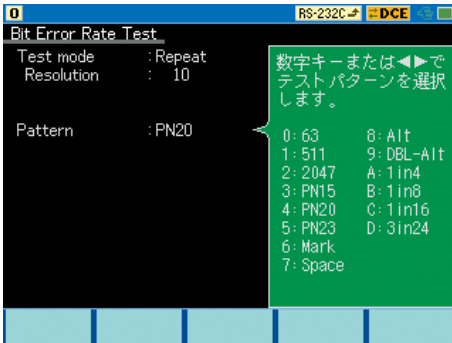 0 RS-232C DCE
Bit Error Rate Test
Test mode :Repeat
Resolution : 10
Pattern :PN20
数字キーまたは◀▶で
テストパターンを選択
します。
0:63 8:Alt
1:511 9:DBL-Alt
2:2047 A:1in4
3:PN15 B:1in8
4:PN20 C:1in16
5:PN23 D:3in24
6:Mark
7:Space